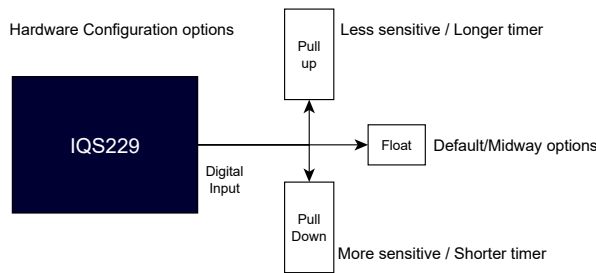 Hardware Configuration options
Less sensitive / Longer timer
Pull
up
IQS229
Digital
Input
Float
Default/Midway options
Pull
Down
More sensitive / Shorter timer